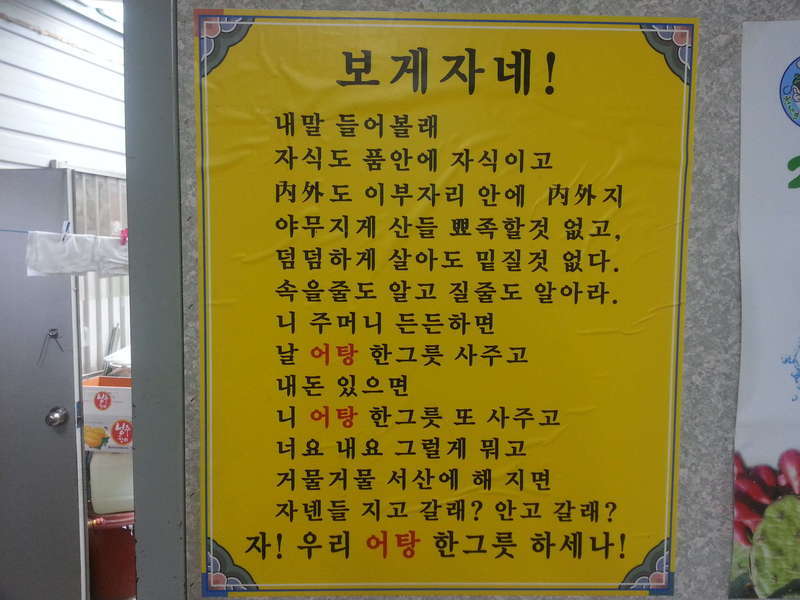 보게자네!
내말 들어볼래
자식도 품안에 자식이고
內外도 이부자리 안에 內外지
야무지게 산들 뾰족할것 없고,
덤덤하게 살아도 밑질것 없다.
속을줄도 알고 질줄도 알아라.
니 주머니 든든하면
날 어탕 한그릇 사주고
내돈 있으면
니 어탕 한그릇 또 사주고
너요 내요 그럴게 뭐고
거물거물 서산에 해 지면
자넨들 지고 갈래? 안고 갈래?
자! 우리 어탕 한그릇 하세나!